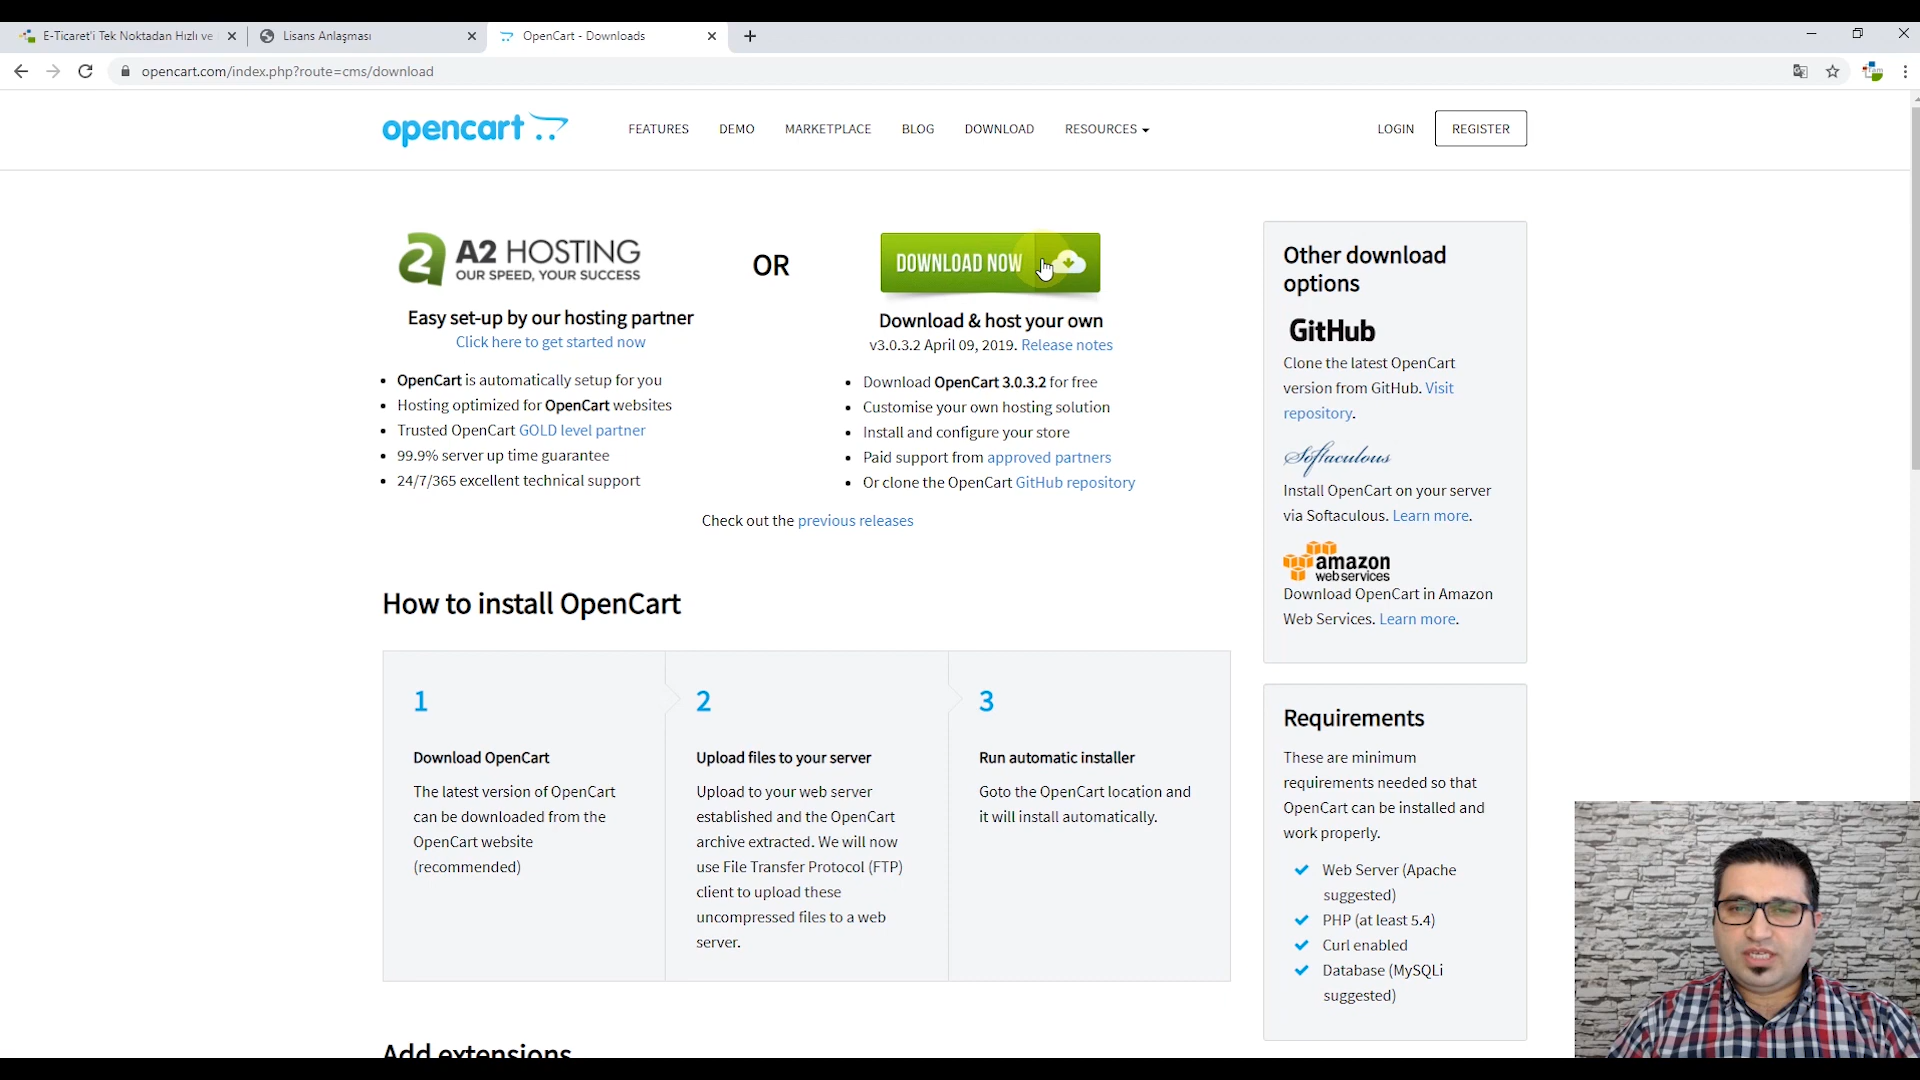 E-Ticaret'i Tek Noktadan Hızlı ve
Lisans Anlaşması
OpenCart - Downloads
opencart.com/index.php?route=cms/download
opencart
FEATURES
DEMO
MARKETPLACE
BLOG
DOWNLOAD
RESOURCES
LOGIN
REGISTER
A2 HOSTING
OUR SPEED, YOUR SUCCESS
Easy set-up by our hosting partner
Click here to get started now
OpenCart is automatically setup for you
Hosting optimized for OpenCart websites
Trusted OpenCart GOLD level partner
99.9% server up time guarantee
24/7/365 excellent technical support
OR
DOWNLOAD NOW
Download & host your own
v3.0.3.2 April 09, 2019. Release notes
Download OpenCart 3.0.3.2 for free
Customise your own hosting solution
Install and configure your store
Paid support from approved partners
Or clone the OpenCart GitHub repository
Check out the previous releases
How to install OpenCart
1
Download OpenCart
The latest version of OpenCart
can be downloaded from the
OpenCart website
(recommended)
2
Upload files to your server
Upload to your web server
established and the OpenCart
archive extracted. We will now
use File Transfer Protocol (FTP)
client to upload these
uncompressed files to a web
server.
3
Run automatic installer
Goto the OpenCart location and
it will install automatically.
Add extensions
Other download
options
GitHub
Clone the latest OpenCart
version from GitHub. Visit
repository.
Softaculous
Install OpenCart on your server
via Softaculous. Learn more.
amazon
web services
Download OpenCart in Amazon
Web Services. Learn more.
Requirements
These are minimum
requirements needed so that
OpenCart can be installed and
work properly.
Web Server (Apache
suggested)
PHP (at least 5.4)
Curl enabled
Database (MySQLi
suggested)